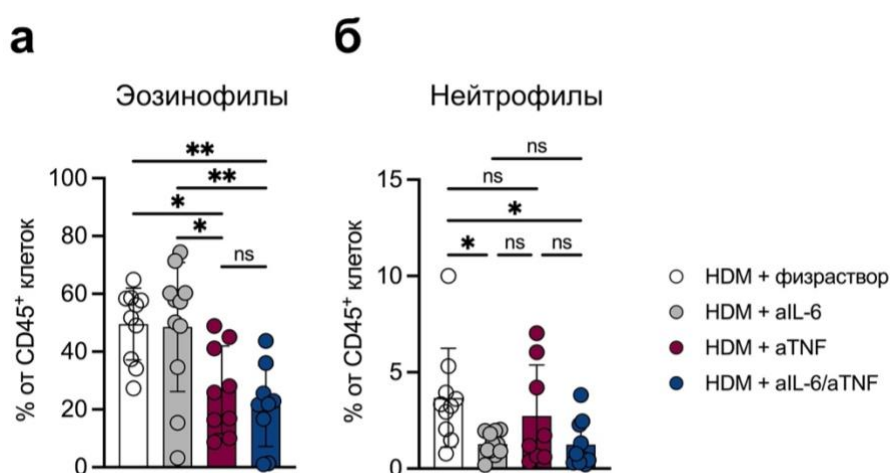 а
б
Эозинофилы
Нейтрофилы
**
**
*
*
ns
100
80
60
40
20
0
% от CD45+ клеток
ns
ns
*
*
ns
ns
15
10
5
0
% от CD45+ клеток
HDM + физраствор
HDM + aIL-6
HDM + aTNF
HDM + aIL-6/aTNF